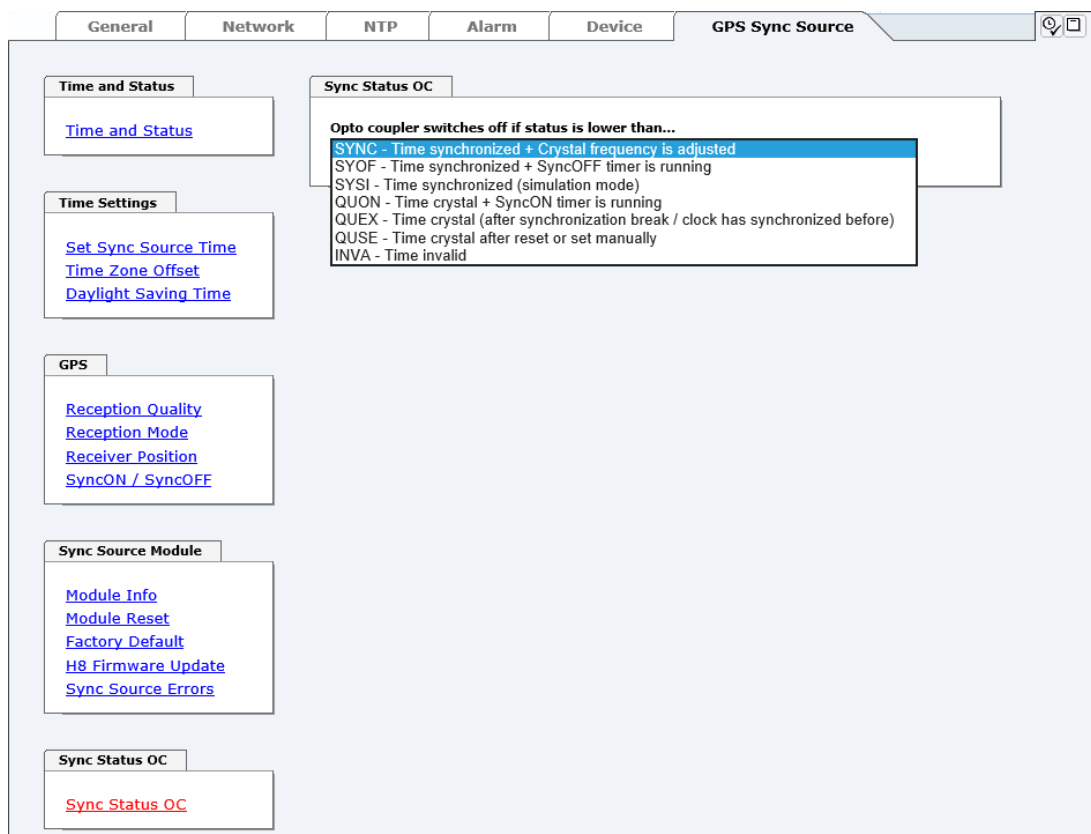 General
Network
NTP
Alarm
Device
GPS Sync Source
Time and Status
Time and Status
Time Settings
Set Sync Source Time
Time Zone Offset
Daylight Saving Time
GPS
Reception Quality
Reception Mode
Receiver Position
SyncON / SyncOFF
Sync Source Module
Module Info
Module Reset
Factory Default
H8 Firmware Update
Sync Source Errors
Sync Status OC
Sync Status OC
Sync Status OC
Opto coupler switches off if status is lower than...
SYNC - Time synchronized + Crystal frequency is adjusted
SYOF - Time synchronized + SyncOFF timer is running
SYSI - Time synchronized (simulation mode)
QUON - Time crystal + SyncON timer is running
QUEX - Time crystal (after synchronization break / clock has synchronized before)
QUSE - Time crystal after reset or set manually
INVA - Time invalid